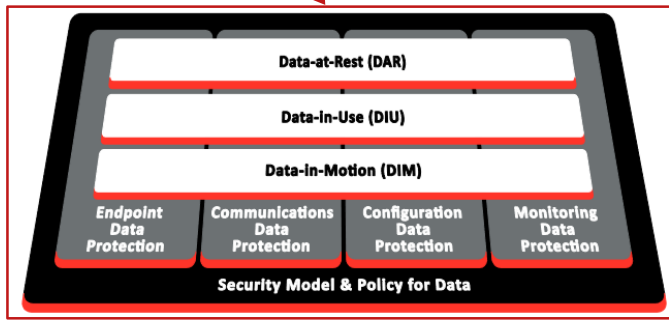 Data-at-Rest (DAR)
Data-in-Use (DIU)
Data-in-Motion (DIM)
Endpoint
Data
Protection
Communications
Data
Protection
Configuration
Data
Protection
Monitoring
Data
Protection
Security Model & Policy for Data